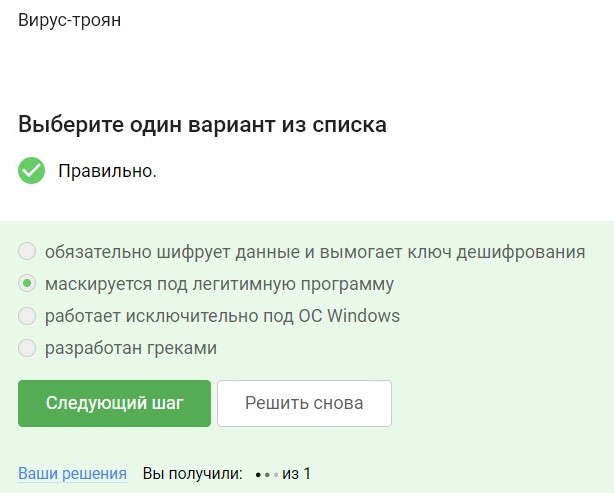 Вирус-троян
Выберите один вариант из списка
Правильно.
обязательно шифрует данные и вымогает ключ дешифрования
маскируется под легитимную программу
работает исключительно под ОС Windows
разработан греками
Следующий шаг Решить снова
Ваши решения Вы получили: из 1